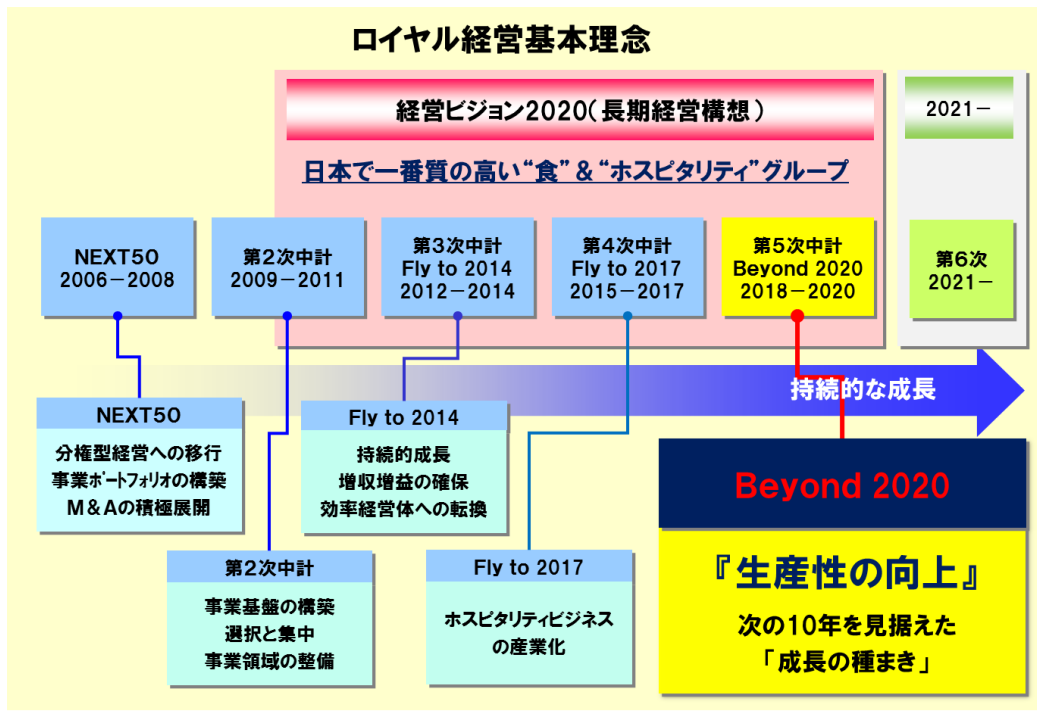 ロイヤル経営基本理念
経営ビジョン2020(長期経営構想)
2021－
日本で一番質の高い“食”＆“ホスピタリティ”グループ
NEXT50
2006－2008
第2次中計
2009－2011
第3次中計
Fly to 2014
2012－2014
第4次中計
Fly to 2017
2015－2017
第5次中計
Beyond 2020
2018－2020
第6次
2021－
持続的な成長
NEXT50
分権型経営への移行
事業ﾎﾟｰﾄフォリオの構築
M＆Aの積極展開
Fly to 2014
持続的成長
増収増益の確保
効率経営体への転換
第2次中計
事業基盤の構築
選択と集中
事業領域の整備
Fly to 2017
ホスピタリティビジネス
の産業化
Beyond 2020
『生産性の向上』
次の10年を見据えた
「成長の種まき」